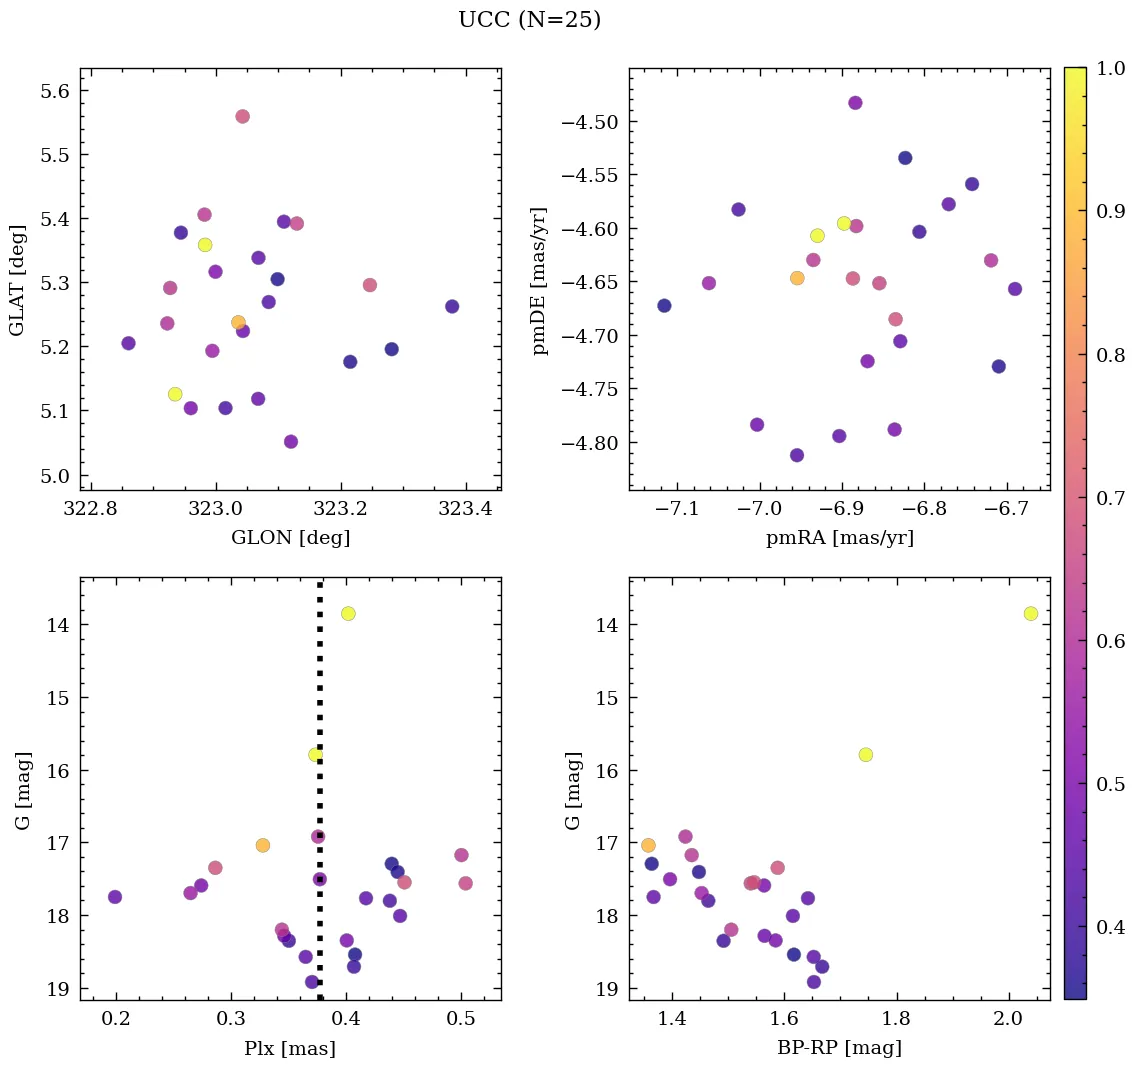 UCC (N=25)
5.6
5.5
5.4
5.3
5.2
5.1
5.0
GLAT [deg]
322.8 323.0 323.2 323.4
GLON [deg]
−4.50
−4.55
−4.60
−4.65
−4.70
−4.75
−4.80
pmDE [mas/yr]
−7.1 −7.0 −6.9 −6.8 −6.7
pmRA [mas/yr]
14
15
16
17
18
19
G [mag]
0.2 0.3 0.4 0.5
Plx [mas]
14
15
16
17
18
19
G [mag]
1.4 1.6 1.8 2.0
BP-RP [mag]
1.0
0.9
0.8
0.7
0.6
0.5
0.4